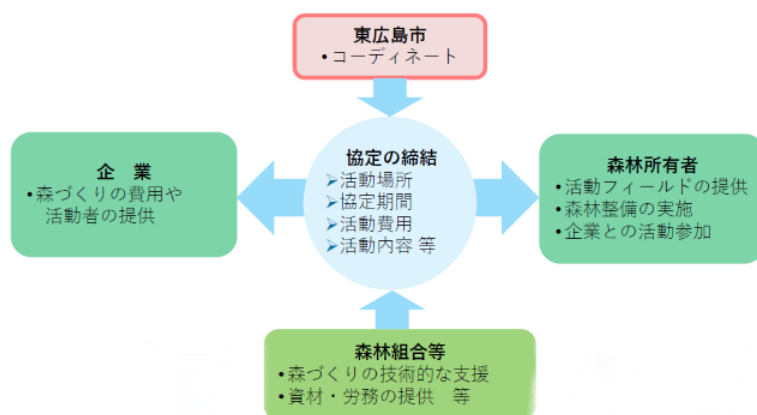 東広島市
•コーディネート
企　業
•森づくりの費用や
活動者の提供
協定の締結
➢活動場所
➢協定期間
➢活動費用
➢活動内容 等
森林所有者
•活動フィールドの提供
•森林整備の実施
•企業との活動参加
森林組合等
•森づくりの技術的な支援
•資材・労務の提供　等